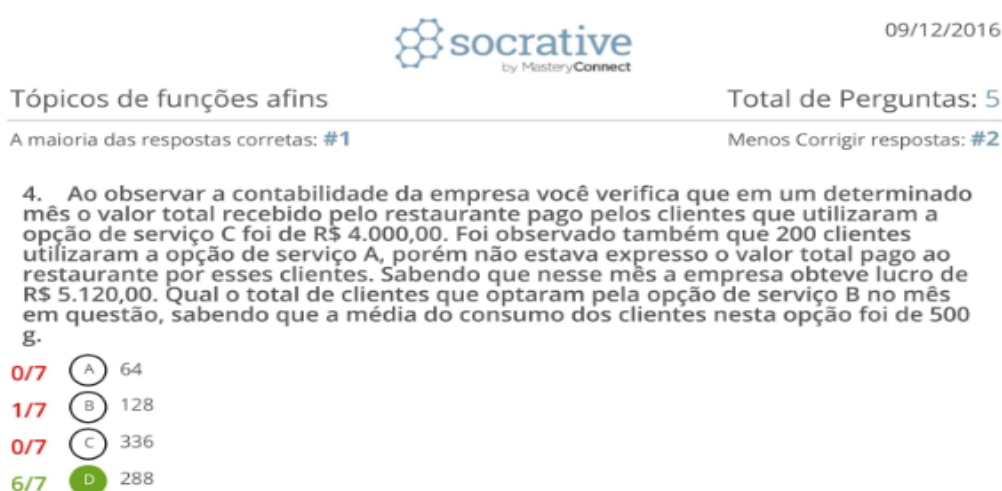 socrative
by MasteryConnect
09/12/2016
Tópicos de funções afins
Total de Perguntas: 5
A maioria das respostas corretas: #1
Menos Corrigir respostas: #2
4. Ao observar a contabilidade da empresa você verifica que em um determinado
mês o valor total recebido pelo restaurante pago pelos clientes que utilizaram a
opção de serviço C foi de R$ 4.000,00. Foi observado também que 200 clientes
utilizaram a opção de serviço A, porém não estava expresso o valor total pago ao
restaurante por esses clientes. Sabendo que nesse mês a empresa obteve lucro de
R$ 5.120,00. Qual o total de clientes que optaram pela opção de serviço B no mês
em questão, sabendo que a média do consumo dos clientes nesta opção foi de 500
g.
0/7 A 64
1/7 B 128
0/7 C 336
6/7 D 288